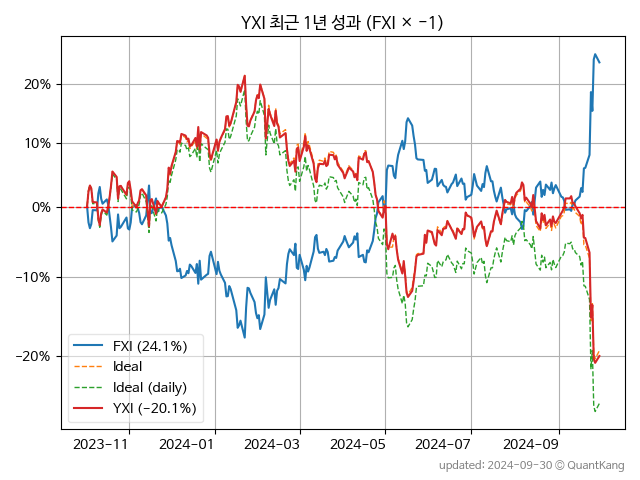 YXI 최근 1년 성과 (FXI × −1)
20%
10%
0%
−10%
−20%
FXI (24.1%)
Ideal
Ideal (daily)
YXI (−20.1%)
2023−11
2024−01
2024−03
2024−05
2024−07
2024−09
updated: 2024−09−30 © QuantKang